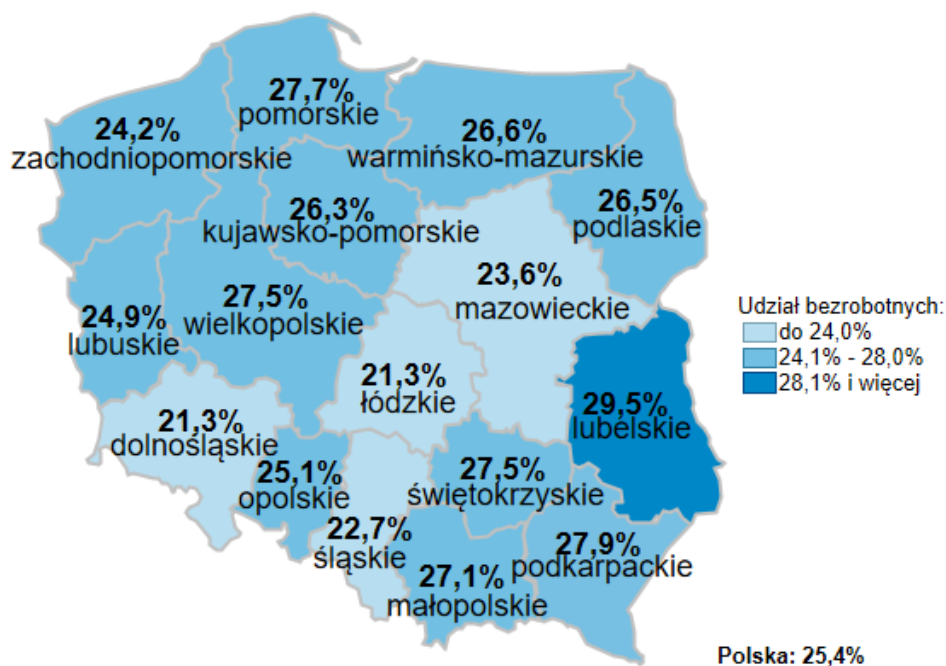 27,7%
pomorskie
24,2%
zachodniopomorskie
26,6%
warmińsko-mazurskie
26,5%
podlaskie
26,3%
kujawsko-pomorskie
23,6%
mazowieckie
27,5%
wielkopolskie
24,9%
lubuskie
Udział bezrobotnych:
do 24,0%
24,1% - 28,0%
28,1% i więcej
21,3%
łódzkie
29,5%
lubelskie
21,3%
dolnośląskie
25,1%
opolskie
27,5%
świętokrzyskie
22,7%
śląskie
27,9%
podkarpackie
27,1%
małopolskie
Polska: 25,4%